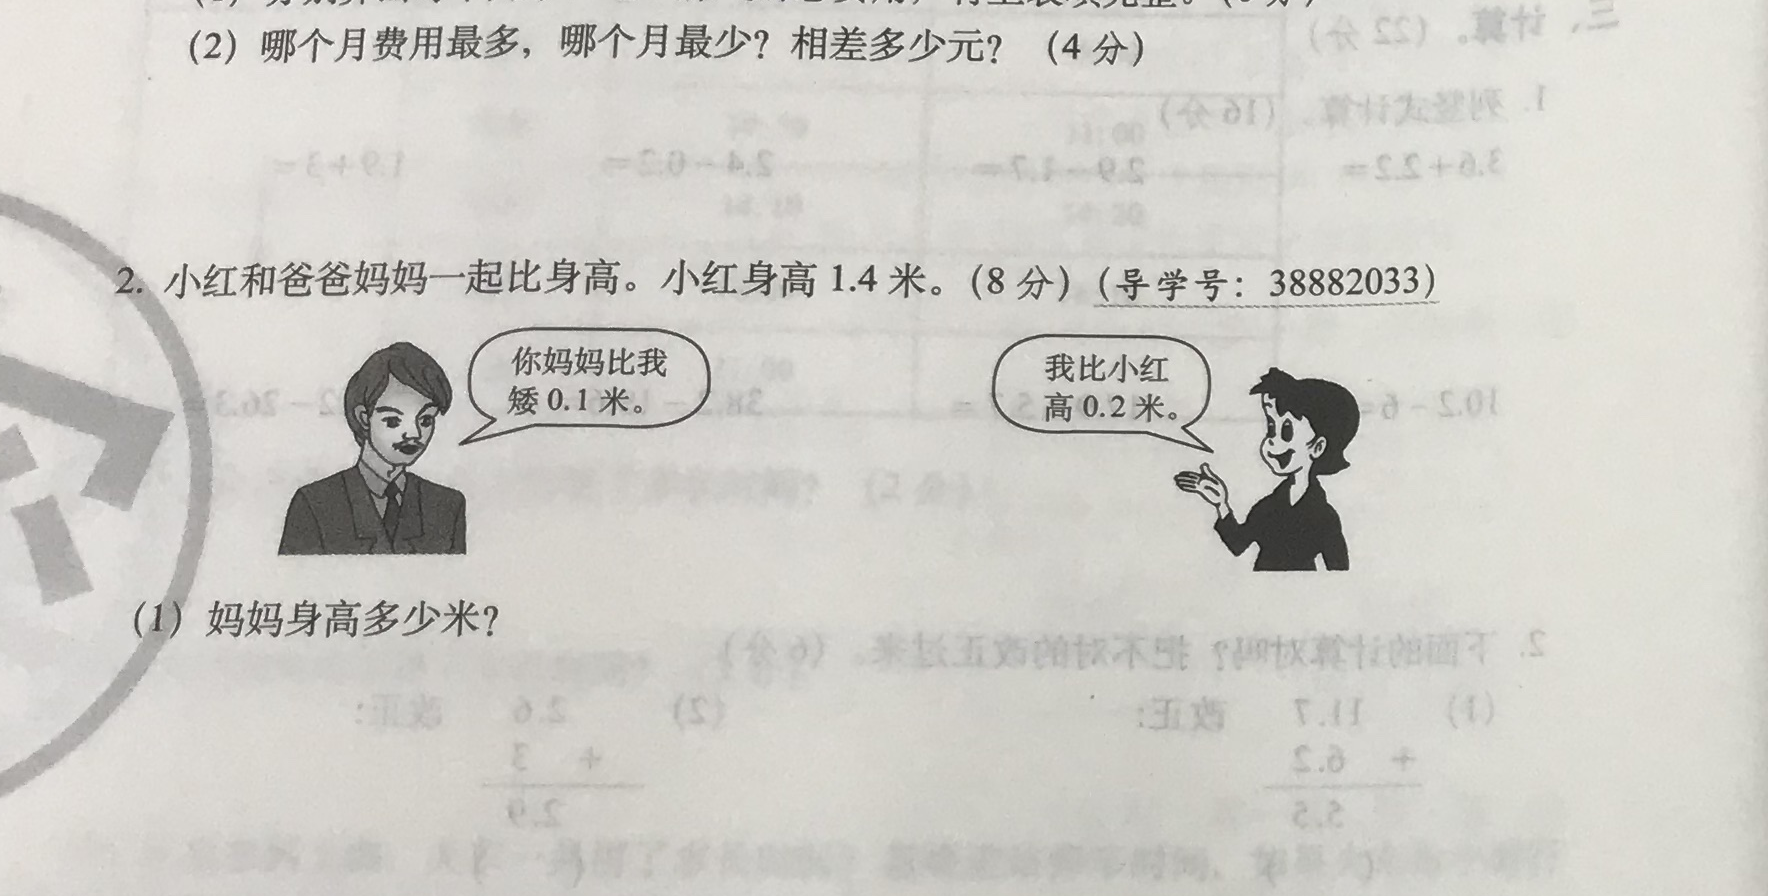 (2) 哪个月费用最多，哪个月最少？相差多少元？（4 分）
2. 小红和爸爸妈妈一起比身高。小红身高 1.4 米。（8 分）（导学号：38882033）
你妈妈比我
矮 0.1 米。
我比小红
高 0.2 米。
(1) 妈妈身高多少米？